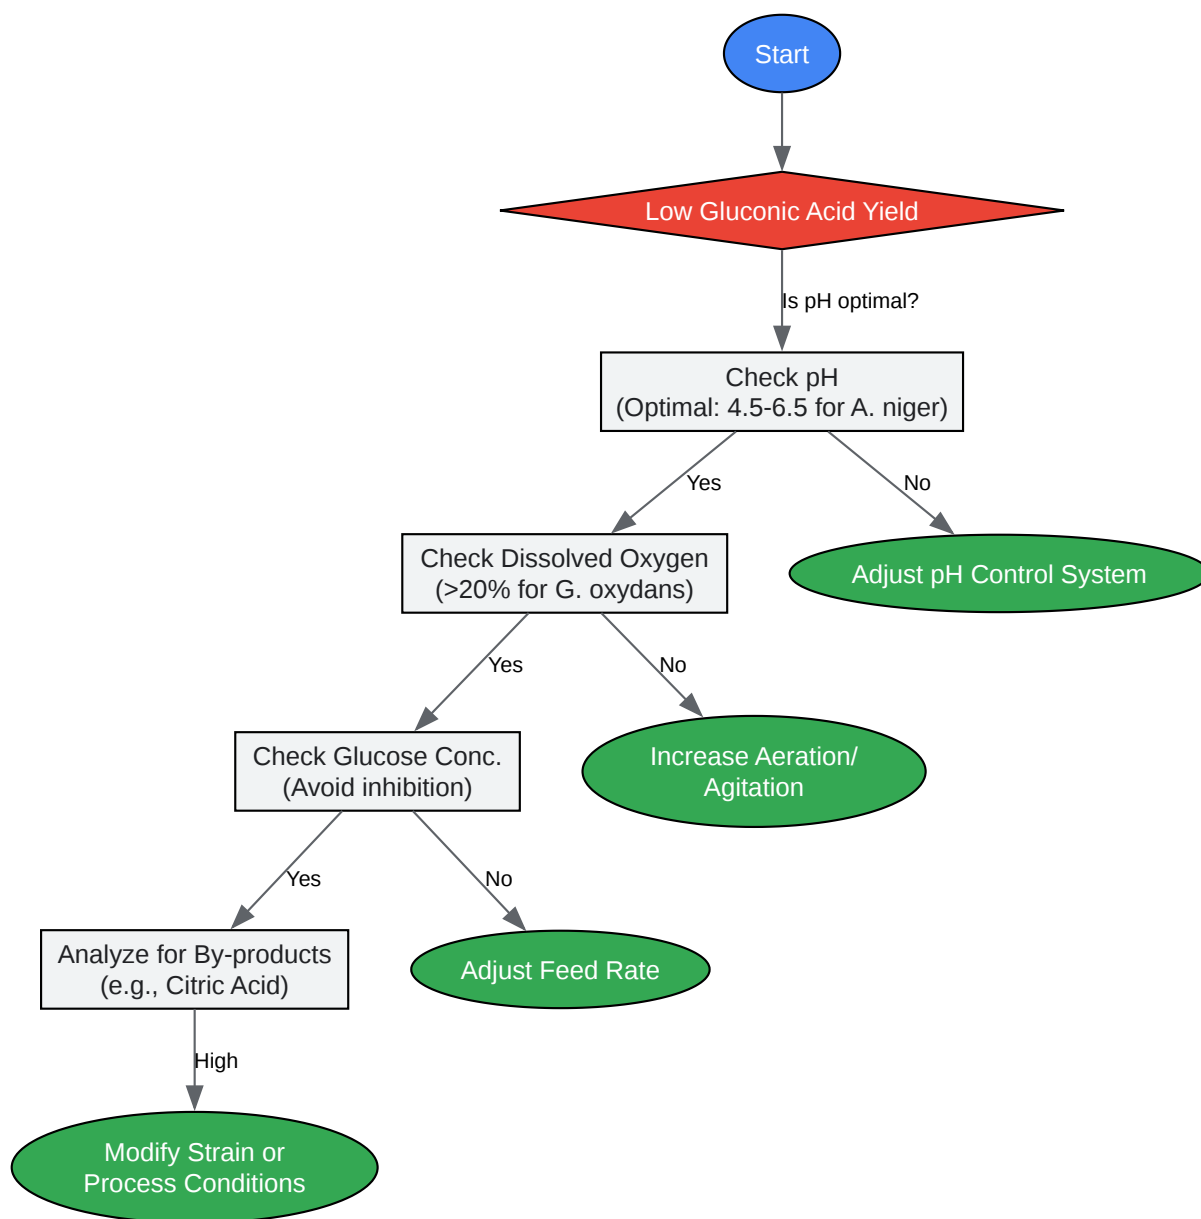 Start
Low Gluconic Acid Yield
Is pH optimal?
Check pH
(Optimal: 4.5-6.5 for A. niger)
Yes
No
Check Dissolved Oxygen
(>20% for G. oxydans)
Adjust pH Control System
Yes
No
Check Glucose Conc.
(Avoid inhibition)
Increase Aeration/
Agitation
Yes
No
Analyze for By-products
(e.g., Citric Acid)
Adjust Feed Rate
High
Modify Strain or
Process Conditions